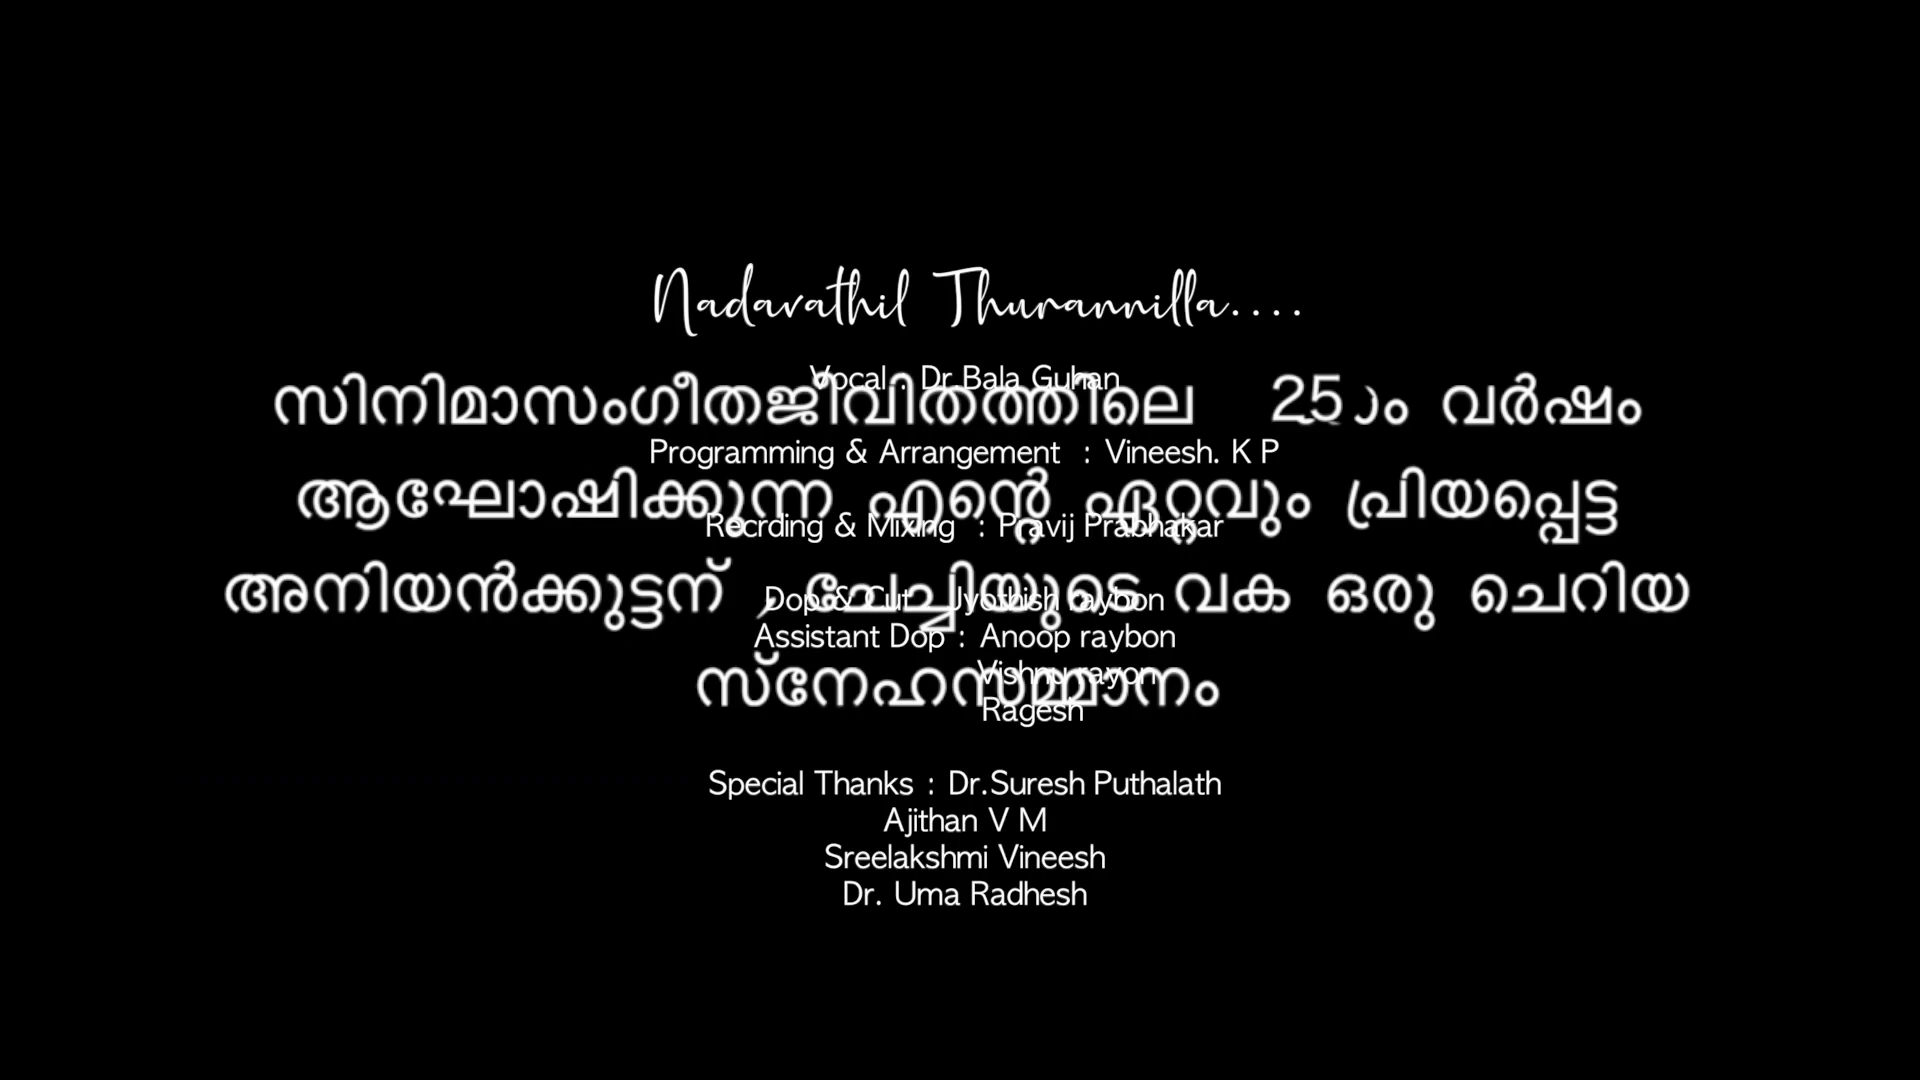 Nadavathil Thurannilla....
Vocal : Dr.Bala Guhan
സിനിമാസംഗീതജീവിതത്തിലെ 25ാം വർഷം
Programming & Arrangement : Vineesh. K P
ആഘോഷിക്കുന്ന എന്റെ ഏറ്റവും പ്രിയപ്പെട്ട
Recrding & Mixing : Pravij Prabhakar
അനിയൻക്കുട്ടന് , ചേച്ചിയുടെ വക ഒരു ചെറിയ
Dop & Cut : Jyothish raybon
Assistant Dop : Anoop raybon
Vishnu rayon
സ്നേഹസമ്മാനം
Ragesh
Special Thanks : Dr.Suresh Puthalath
Ajithan V M
Sreelakshmi Vineesh
Dr. Uma Radhesh